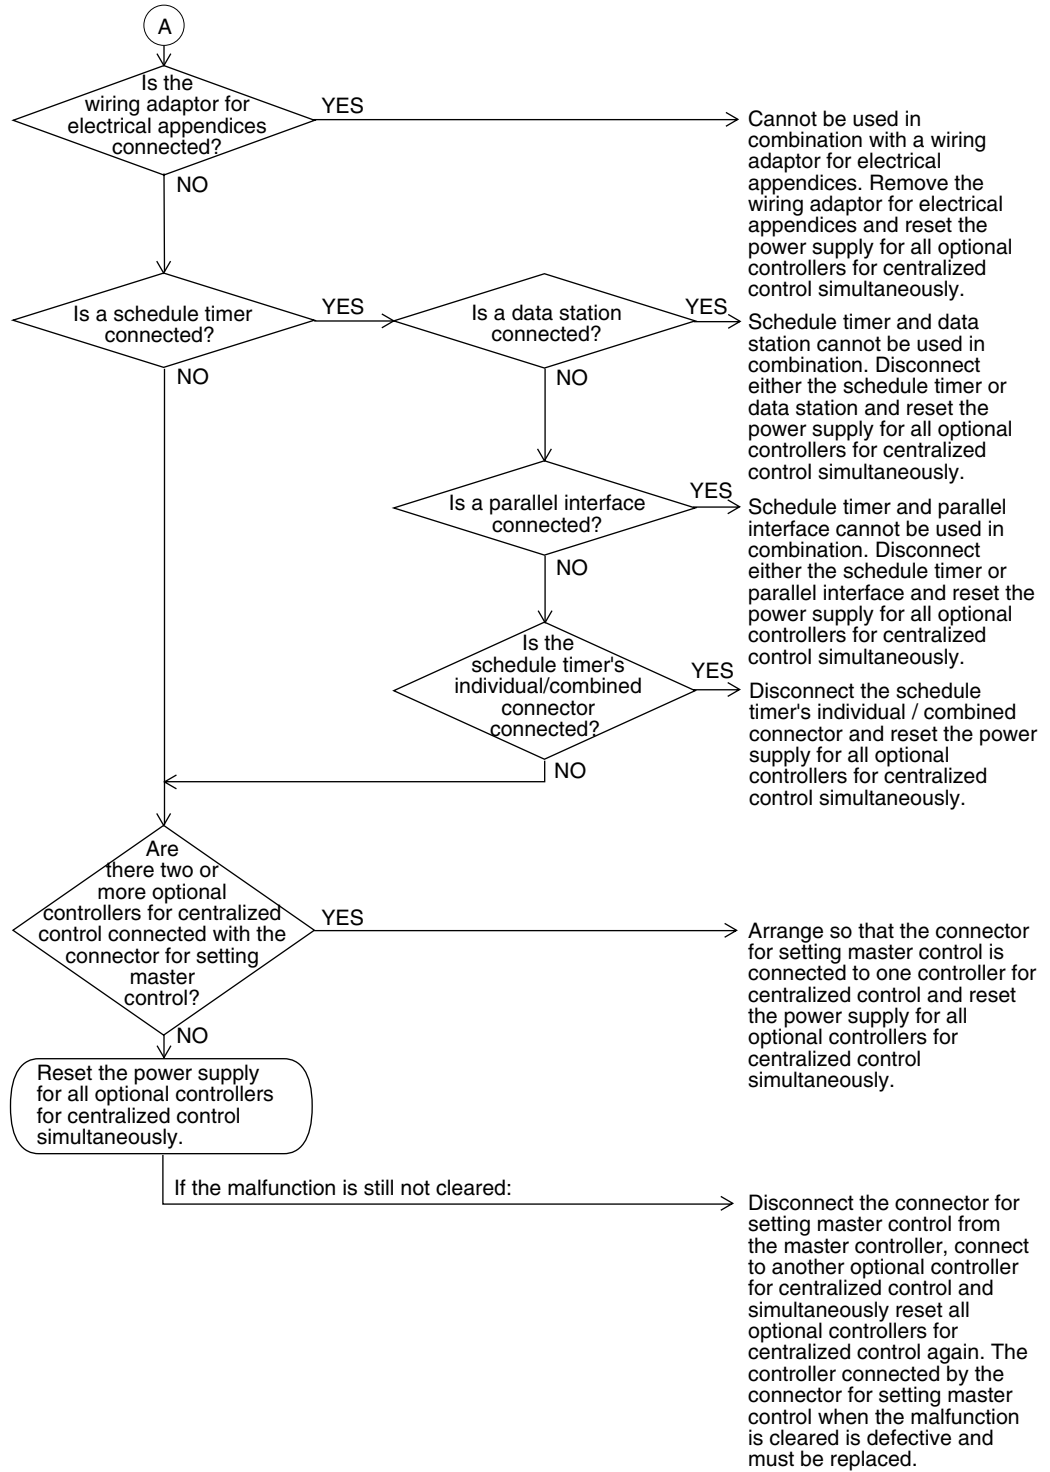 A
Is the
wiring adaptor for
electrical appendices
connected?
YES
NO
Cannot be used in
combination with a wiring
adaptor for electrical
appendices. Remove the
wiring adaptor for electrical
appendices and reset the
power supply for all optional
controllers for centralized
control simultaneously.
Is a schedule timer
connected?
YES
NO
Is a data station
connected?
YES
NO
Schedule timer and data
station cannot be used in
combination. Disconnect
either the schedule timer or
data station and reset the
power supply for all optional
controllers for centralized
control simultaneously.
Is a parallel interface
connected?
YES
NO
Schedule timer and parallel
interface cannot be used in
combination. Disconnect
either the schedule timer or
parallel interface and reset the
power supply for all optional
controllers for centralized
control simultaneously.
Is the
schedule timer's
individual/combined
connector
connected?
YES
NO
Disconnect the schedule
timer's individual / combined
connector and reset the power
supply for all optional
controllers for centralized
control simultaneously.
Are
there two or
more optional
controllers for centralized
control connected with the
connector for setting
master
control?
YES
NO
Arrange so that the connector
for setting master control is
connected to one controller for
centralized control and reset
the power supply for all
optional controllers for
centralized control
simultaneously.
Reset the power supply
for all optional controllers
for centralized control
simultaneously.
If the malfunction is still not cleared:
Disconnect the connector for
setting master control from
the master controller, connect
to another optional controller
for centralized control and
simultaneously reset all
optional controllers for
centralized control again. The
controller connected by the
connector for setting master
control when the malfunction
is cleared is defective and
must be replaced.